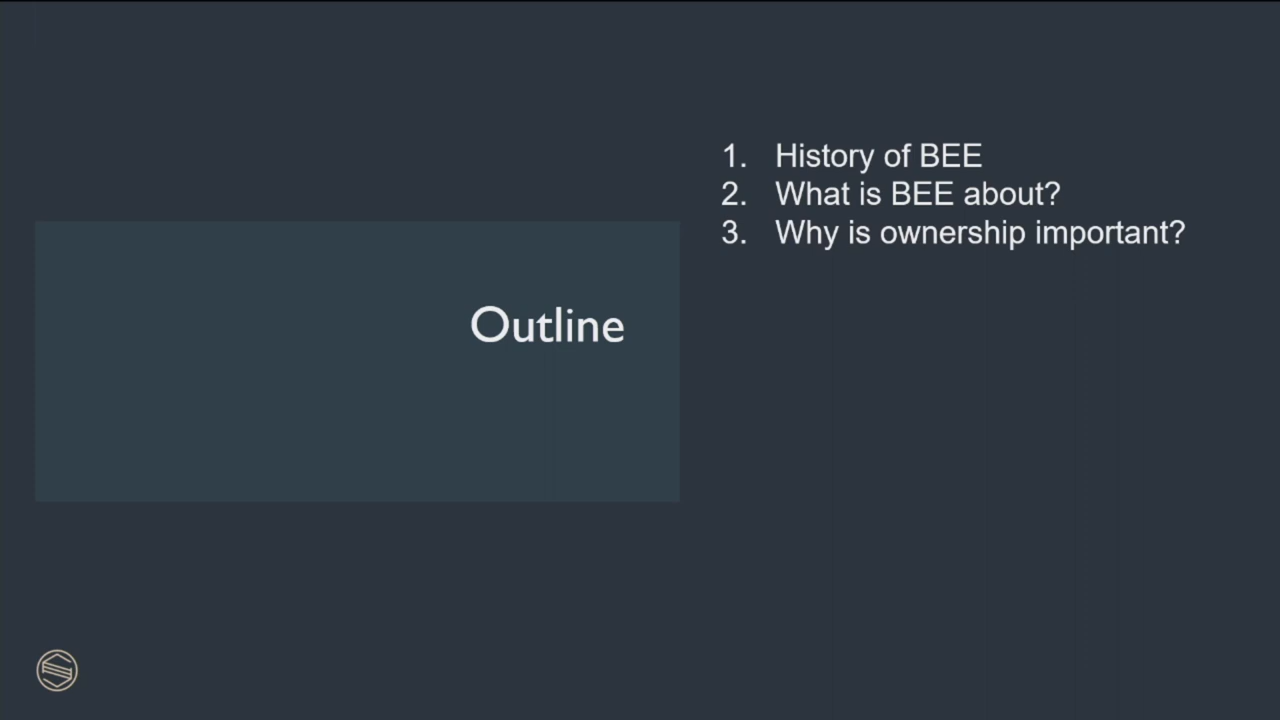 Outline
1. History of BEE
2. What is BEE about?
3. Why is ownership important?